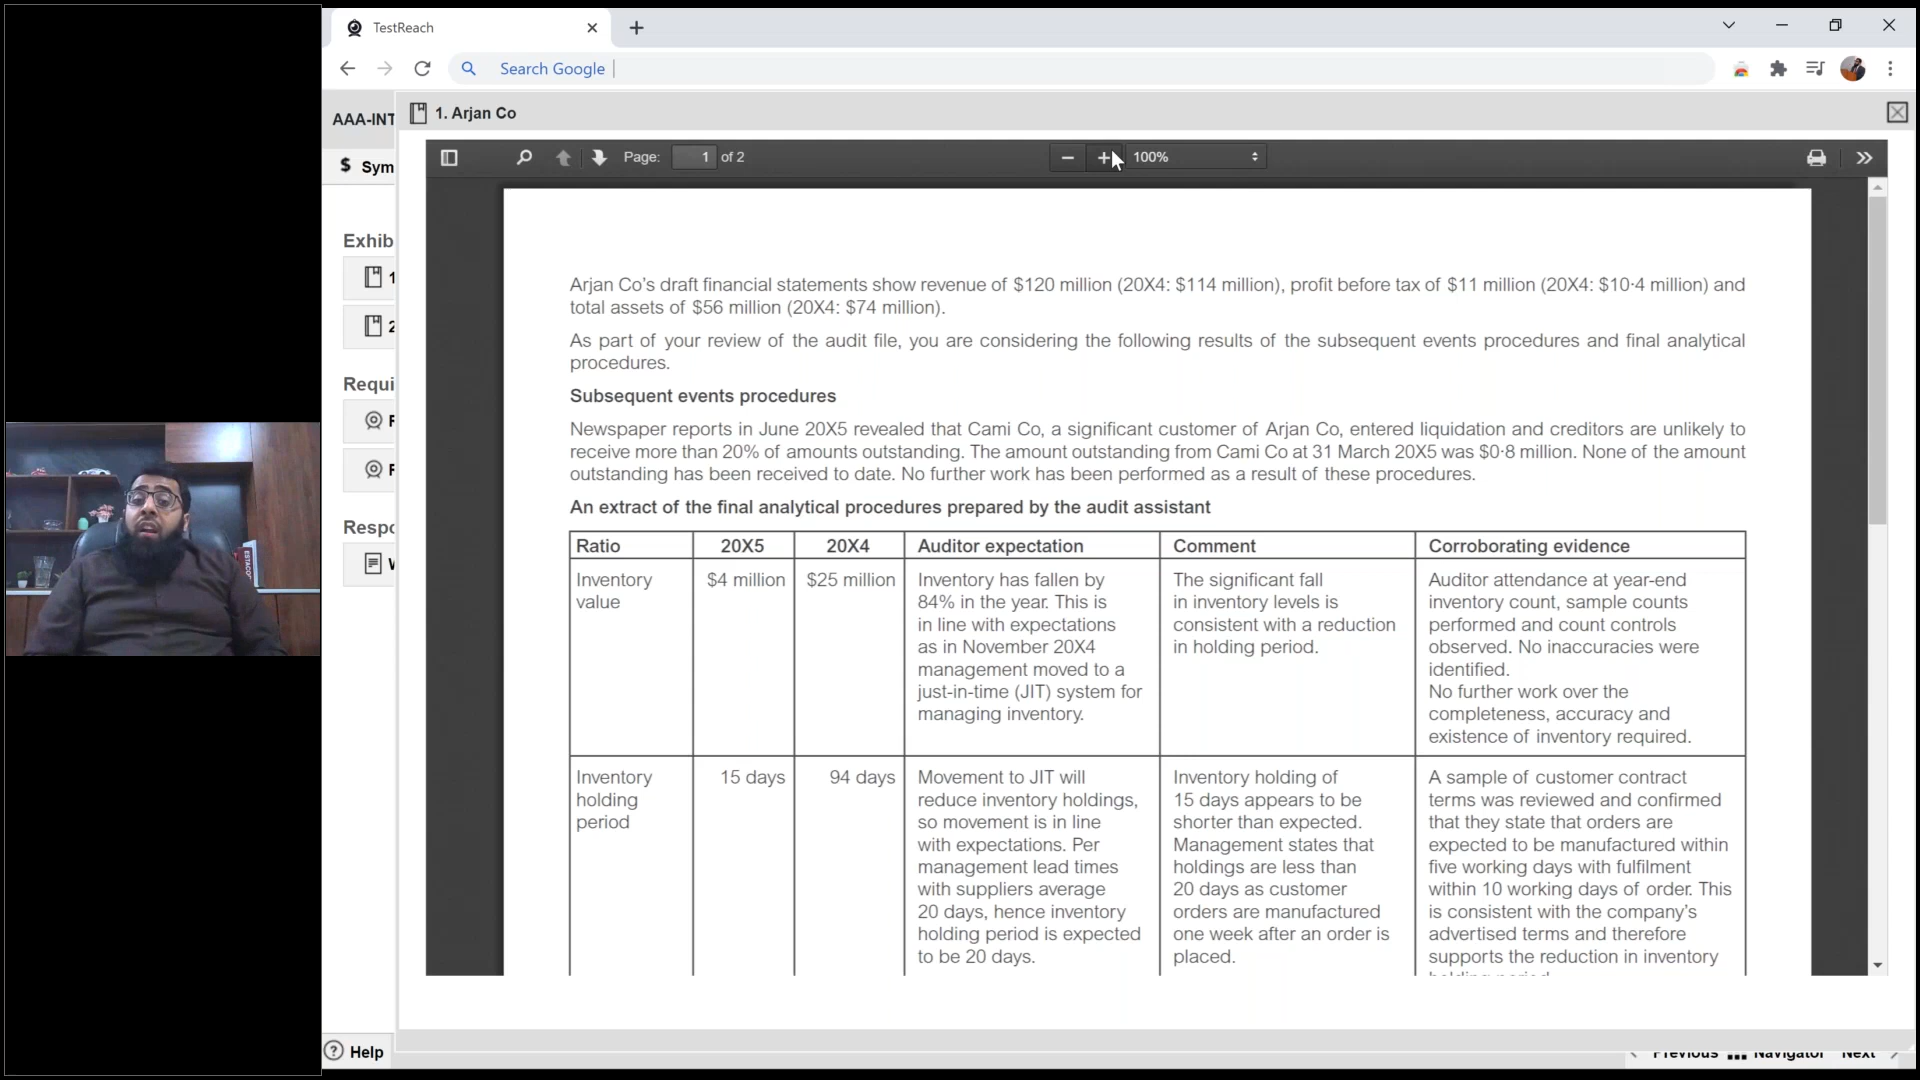 TestReach
Search Google
AAA-INT
1. Arjan Co
$ Sym
Page: 1 of 2
100%
Exhib
1
2
Requi
Respo
Help
Arjan Co's draft financial statements show revenue of $120 million (20X4: $114 million), profit before tax of $11 million (20X4: $10·4 million) and
total assets of $56 million (20X4: $74 million).
As part of your review of the audit file, you are considering the following results of the subsequent events procedures and final analytical
procedures.
Subsequent events procedures
Newspaper reports in June 20X5 revealed that Cami Co, a significant customer of Arjan Co, entered liquidation and creditors are unlikely to
receive more than 20% of amounts outstanding. The amount outstanding from Cami Co at 31 March 20X5 was $0·8 million. None of the amount
outstanding has been received to date. No further work has been performed as a result of these procedures.
An extract of the final analytical procedures prepared by the audit assistant
Ratio 20X5 20X4 Auditor expectation Comment Corroborating evidence
Inventory
value
$4 million
$25 million
Inventory has fallen by
84% in the year. This is
in line with expectations
as in November 20X4
management moved to a
just-in-time (JIT) system for
managing inventory.
The significant fall
in inventory levels is
consistent with a reduction
in holding period.
Auditor attendance at year-end
inventory count, sample counts
performed and count controls
observed. No inaccuracies were
identified.
No further work over the
completeness, accuracy and
existence of inventory required.
Inventory
holding
period
15 days
94 days
Movement to JIT will
reduce inventory holdings,
so movement is in line
with expectations. Per
management lead times
with suppliers average
20 days, hence inventory
holding period is expected
to be 20 days.
Inventory holding of
15 days appears to be
shorter than expected.
Management states that
holdings are less than
20 days as customer
orders are manufactured
one week after an order is
placed.
A sample of customer contract
terms was reviewed and confirmed
that they state that orders are
expected to be manufactured within
five working days with fulfilment
within 10 working days of order. This
is consistent with the company's
advertised terms and therefore
supports the reduction in inventory
Previous Navigator Next